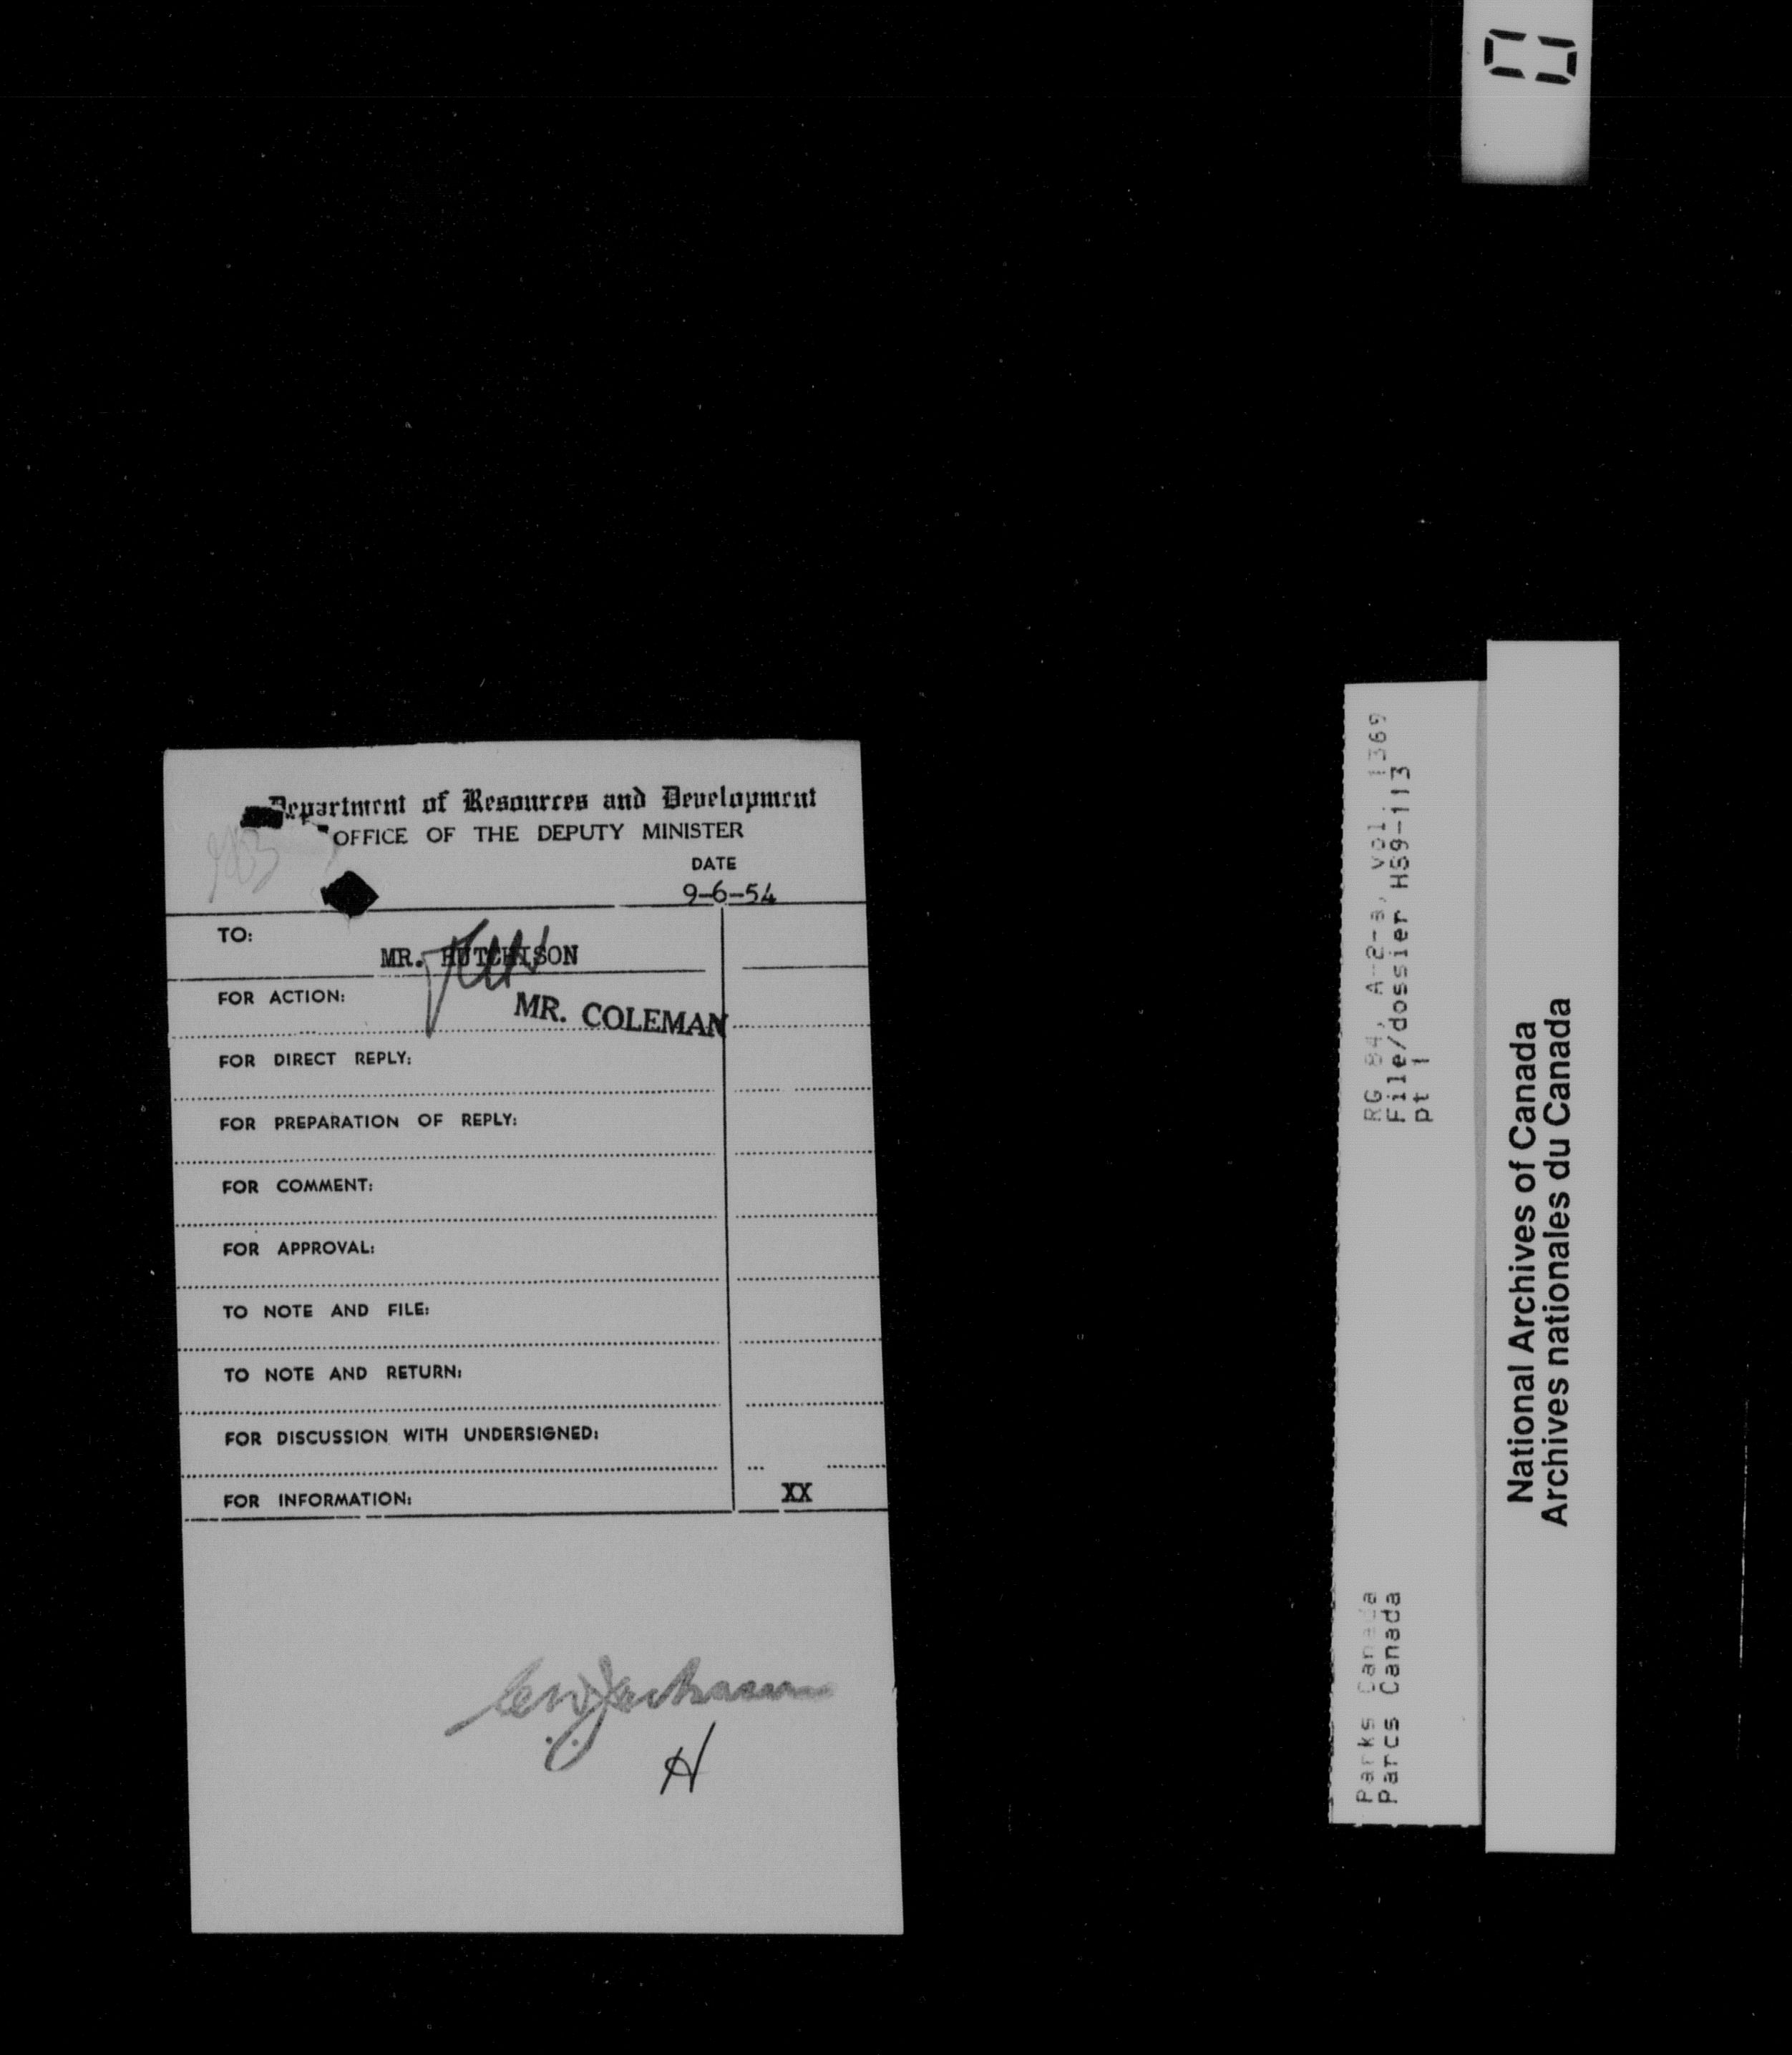 Department of Resources and Development
OFFICE OF THE DEPUTY MINISTER
DATE
9-6-54
TO:
MR. HUTCHISON
FOR ACTION:
MR. COLEMAN
FOR DIRECT REPLY:
FOR PREPARATION OF REPLY:
FOR COMMENT:
FOR APPROVAL:
TO NOTE AND FILE:
TO NOTE AND RETURN:
FOR DISCUSSION WITH UNDERSIGNED:
FOR INFORMATION: XX
H
RG 84, A-2-a, Vol. 1369
File/dossier HS9-113
pt 1
Parks Canada
Parcs Canada
National Archives of Canada
Archives nationales du Canada